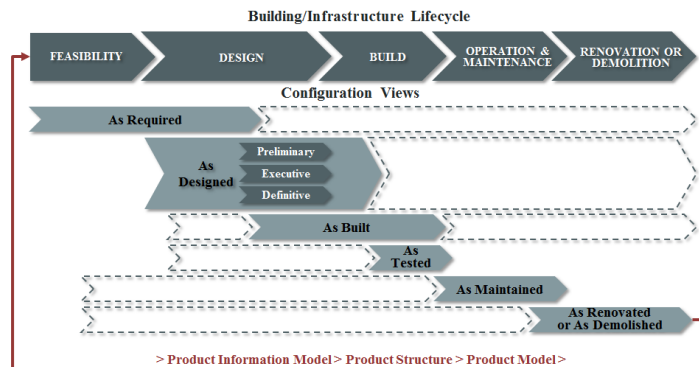 Building/Infrastructure Lifecycle
FEASIBILITY
DESIGN
BUILD
OPERATION &
MAINTENANCE
RENOVATION OR
DEMOLITION
Configuration Views
As Required
As
Designed
Preliminary
Executive
Definitive
As Built
As
Tested
As Maintained
As Renovated
or As Demolished
> Product Information Model > Product Structure > Product Model >